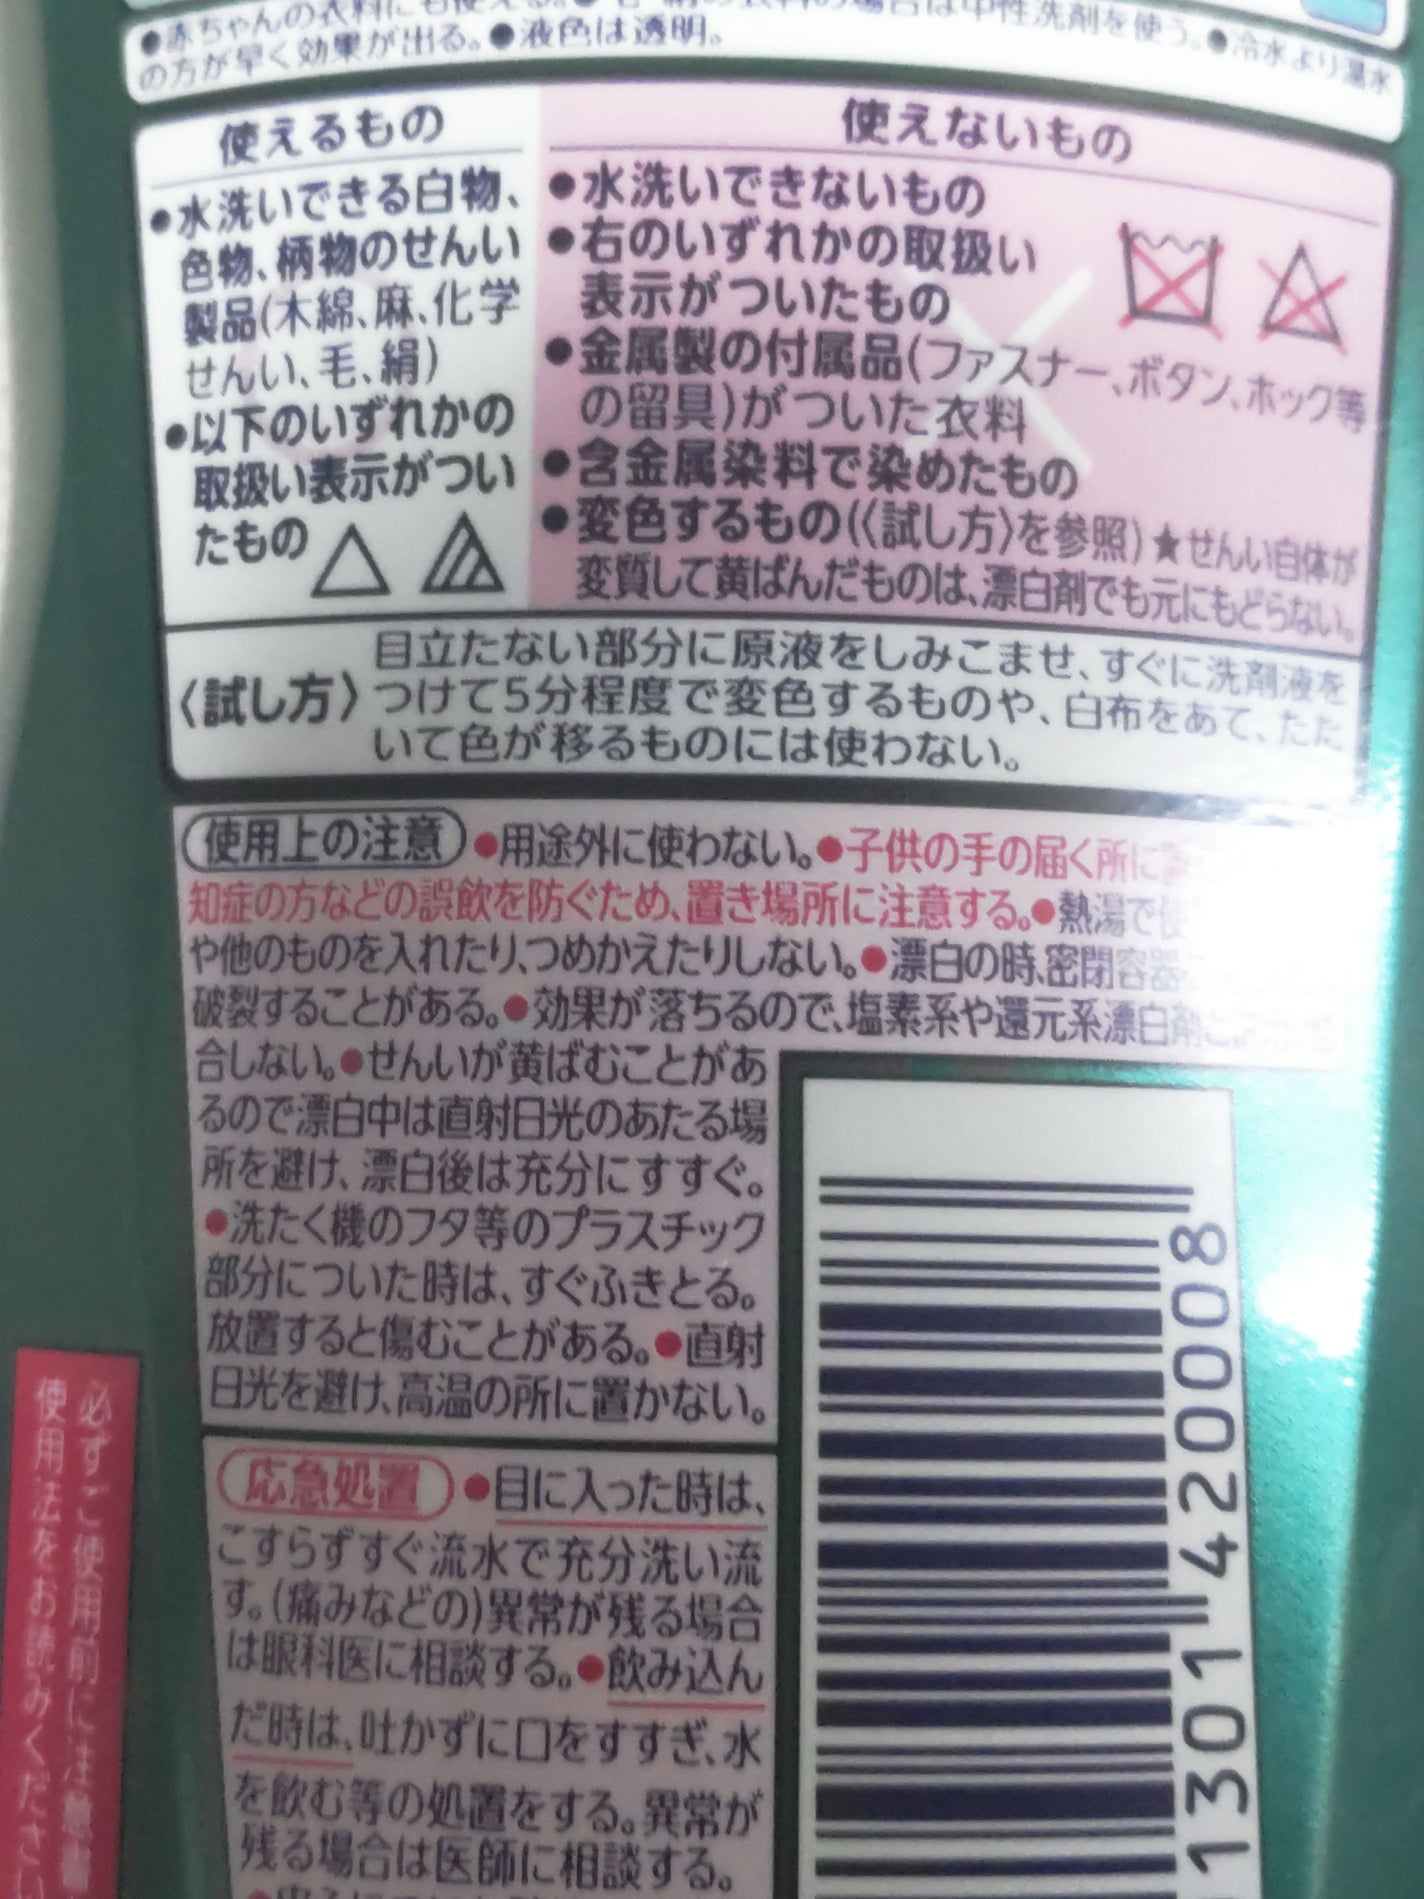 ●赤ちゃんの衣料にも使える。● の衣料の場合は中性洗剤を使う。●冷水より温水
の方が早く効果が出る。●液色は透明。
使えるもの
●水洗いできる白物、
色物、柄物のせんい
製品(木綿、麻、化学
せんい、毛、絹)
●以下のいずれかの
取扱い表示がつい
たもの
使えないもの
●水洗いできないもの
●右のいずれかの取扱い
表示がついたもの
●金属製の付属品(ファスナー、ボタン、ホック等
の留具)がついた衣料
●含金属染料で染めたもの
●変色するもの(〈試し方〉を参照)★せんい自体が
変質して黄ばんだものは、漂白剤でも元にもどらない。
〈試し方〉
目立たない部分に原液をしみこませ、すぐに洗剤液を
つけて5分程度で変色するものや、白布をあて、たた
いて色が移るものには使わない。
使用上の注意 ●用途外に使わない。●子供の手の届く所に
知症の方などの誤飲を防ぐため、置き場所に注意する。●熱湯で使
や他のものを入れたり、つめかえたりしない。●漂白の時、密閉容器
破裂することがある。●効果が落ちるので、塩素系や還元系漂白剤と
合しない。●せんいが黄ばむことがあ
るので漂白中は直射日光のあたる場
所を避け、漂白後は充分にすすぐ。
●洗たく機のフタ等のプラスチック
部分についた時は、すぐふきとる。
放置すると傷むことがある。●直射
日光を避け、高温の所に置かない。
応急処置 ●目に入った時は、
こすらずすぐ流水で充分洗い流
す。(痛みなどの)異常が残る場合
は眼科医に相談する。●飲み込ん
だ時は、吐かずに口をすすぎ、水
を飲む等の処置をする。異常が
残る場合は医師に相談する。
1301 420008
必ずご使用前に注意書
使用法をお読みください